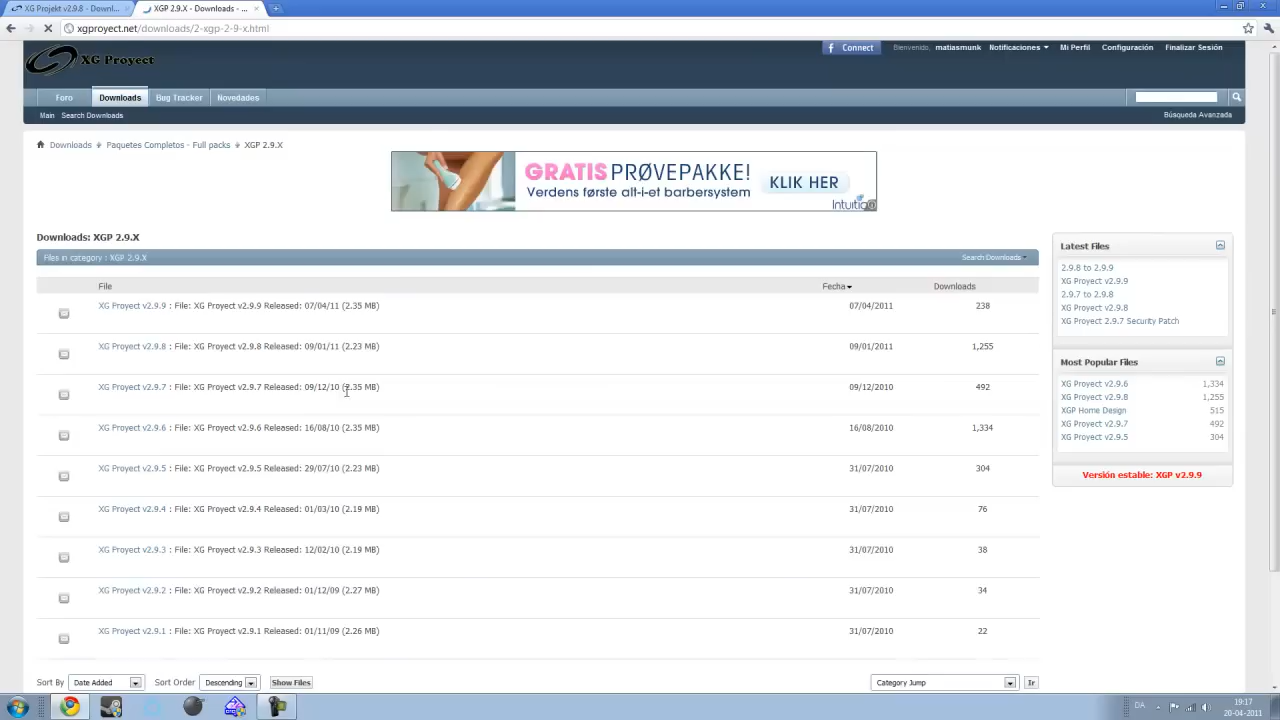 XG Projekt v2.9.8 - Downl...
XGP 2.9.X - Downloads - ...
xgproyect.net/downloads/2-xgp-2-9-x.html
XG Proyect
f Connect
Bienvenido, matiasmunk Notificaciones Mi Perfil Configuración Finalizar Sesión
Foro Downloads Bug Tracker Novedades
Main Search Downloads
Búsqueda Avanzada
Downloads Paquetes Completos - Full packs XGP 2.9.X
GRATIS PRØVEPAKKE!
Verdens første alt-i-et barbersystem
KLIK HER
Intuition
Downloads: XGP 2.9.X
Files in category : XGP 2.9.X Search Downloads
File Fecha Downloads
XG Proyect v2.9.9 : File: XG Proyect v2.9.9 Released: 07/04/11 (2.35 MB) 07/04/2011 238
XG Proyect v2.9.8 : File: XG Proyect v2.9.8 Released: 09/01/11 (2.23 MB) 09/01/2011 1,255
XG Proyect v2.9.7 : File: XG Proyect v2.9.7 Released: 09/12/10 (2.35 MB) 09/12/2010 492
XG Proyect v2.9.6 : File: XG Proyect v2.9.6 Released: 16/08/10 (2.35 MB) 16/08/2010 1,334
XG Proyect v2.9.5 : File: XG Proyect v2.9.5 Released: 29/07/10 (2.23 MB) 31/07/2010 304
XG Proyect v2.9.4 : File: XG Proyect v2.9.4 Released: 01/03/10 (2.19 MB) 31/07/2010 76
XG Proyect v2.9.3 : File: XG Proyect v2.9.3 Released: 12/02/10 (2.19 MB) 31/07/2010 38
XG Proyect v2.9.2 : File: XG Proyect v2.9.2 Released: 01/12/09 (2.27 MB) 31/07/2010 34
XG Proyect v2.9.1 : File: XG Proyect v2.9.1 Released: 01/11/09 (2.26 MB) 31/07/2010 22
Sort By Date Added Sort Order Descending Show Files
Category Jump Ir
Latest Files
2.9.8 to 2.9.9
XG Proyect v2.9.9
2.9.7 to 2.9.8
XG Proyect v2.9.8
XG Proyect 2.9.7 Security Patch
Most Popular Files
XG Proyect v2.9.6 1,334
XG Proyect v2.9.8 1,255
XGP Home Design 515
XG Proyect v2.9.7 492
XG Proyect v2.9.5 304
Versión estable: XGP v2.9.9
DA
19:17
20-04-2011